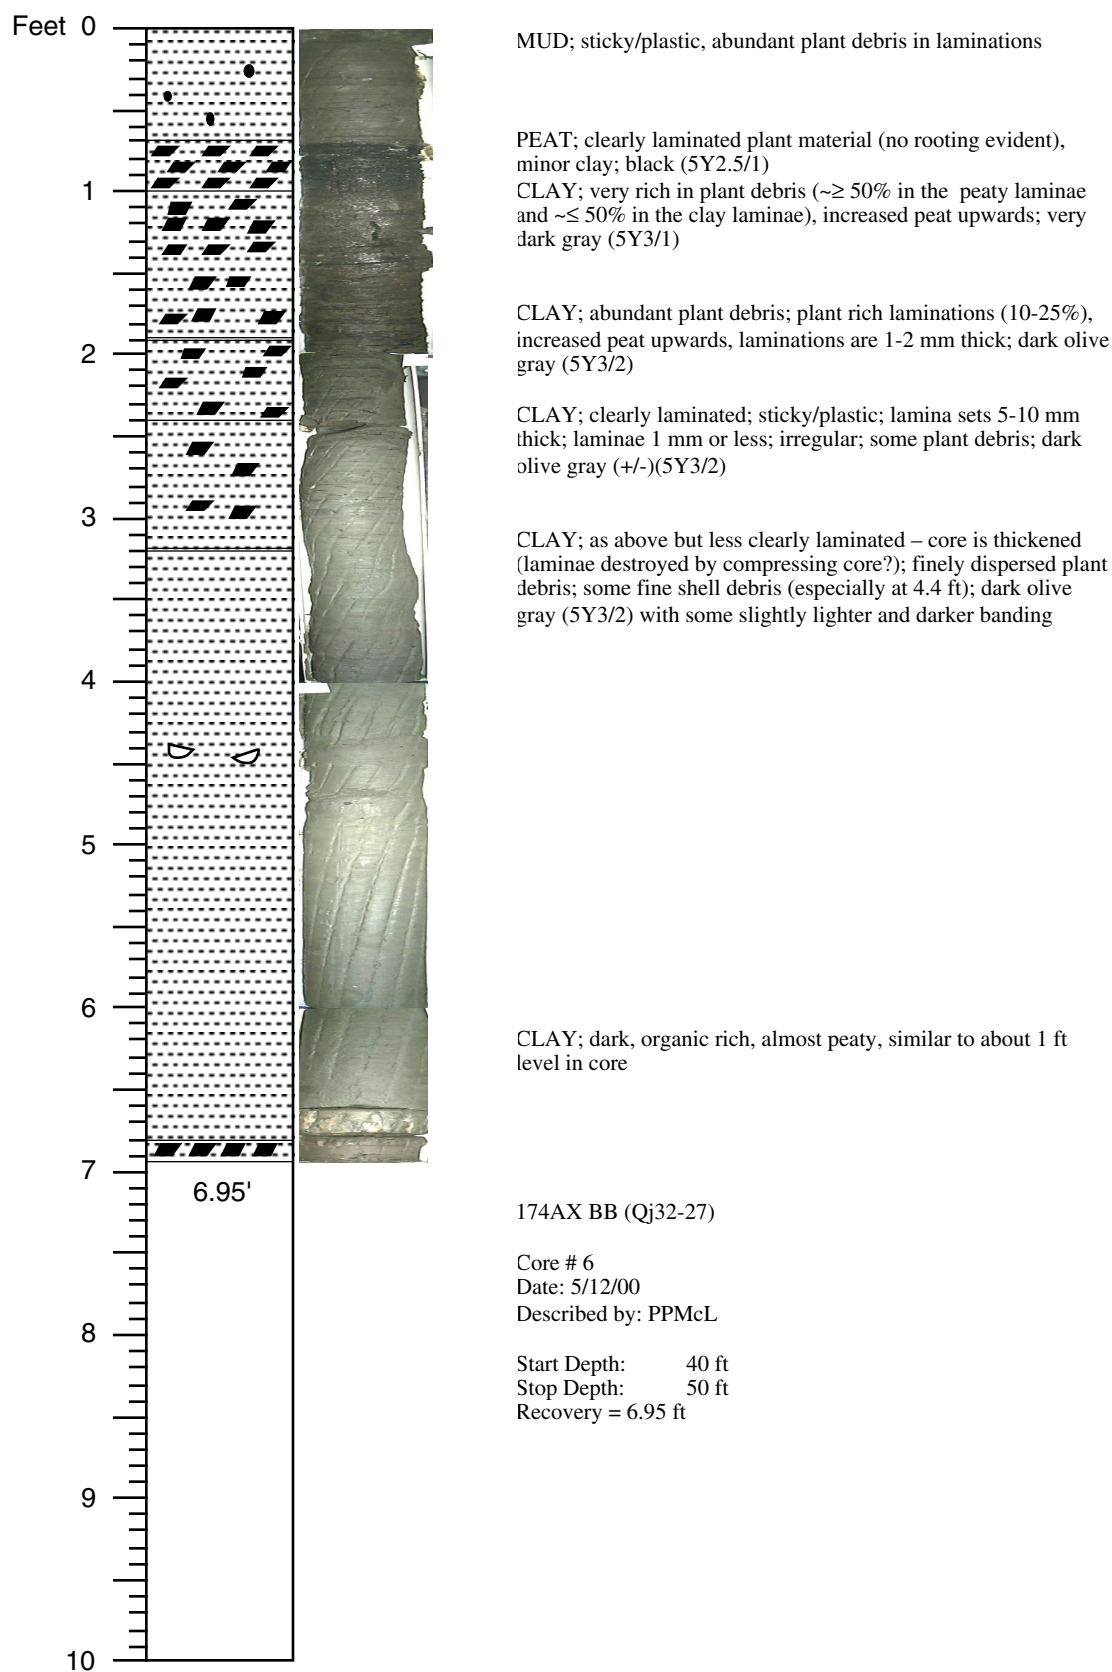 Feet 0
MUD; sticky/plastic, abundant plant debris in laminations
PEAT; clearly laminated plant material (no rooting evident),
minor clay; black (5Y2.5/1)
1
CLAY; very rich in plant debris (~≥ 50% in the peaty laminae
and ~≤ 50% in the clay laminae), increased peat upwards; very
dark gray (5Y3/1)
CLAY; abundant plant debris; plant rich laminations (10-25%),
increased peat upwards, laminations are 1-2 mm thick; dark olive
gray (5Y3/2)
2
CLAY; clearly laminated; sticky/plastic; lamina sets 5-10 mm
thick; laminae 1 mm or less; irregular; some plant debris; dark
olive gray (+/-)(5Y3/2)
3
CLAY; as above but less clearly laminated – core is thickened
(laminae destroyed by compressing core?); finely dispersed plant
debris; some fine shell debris (especially at 4.4 ft); dark olive
gray (5Y3/2) with some slightly lighter and darker banding
4
5
6
CLAY; dark, organic rich, almost peaty, similar to about 1 ft
level in core
7
6.95'
174AX BB (Qj32-27)
Core # 6
Date: 5/12/00
Described by: PPMcL
8
Start Depth: 40 ft
Stop Depth: 50 ft
Recovery = 6.95 ft
9
10